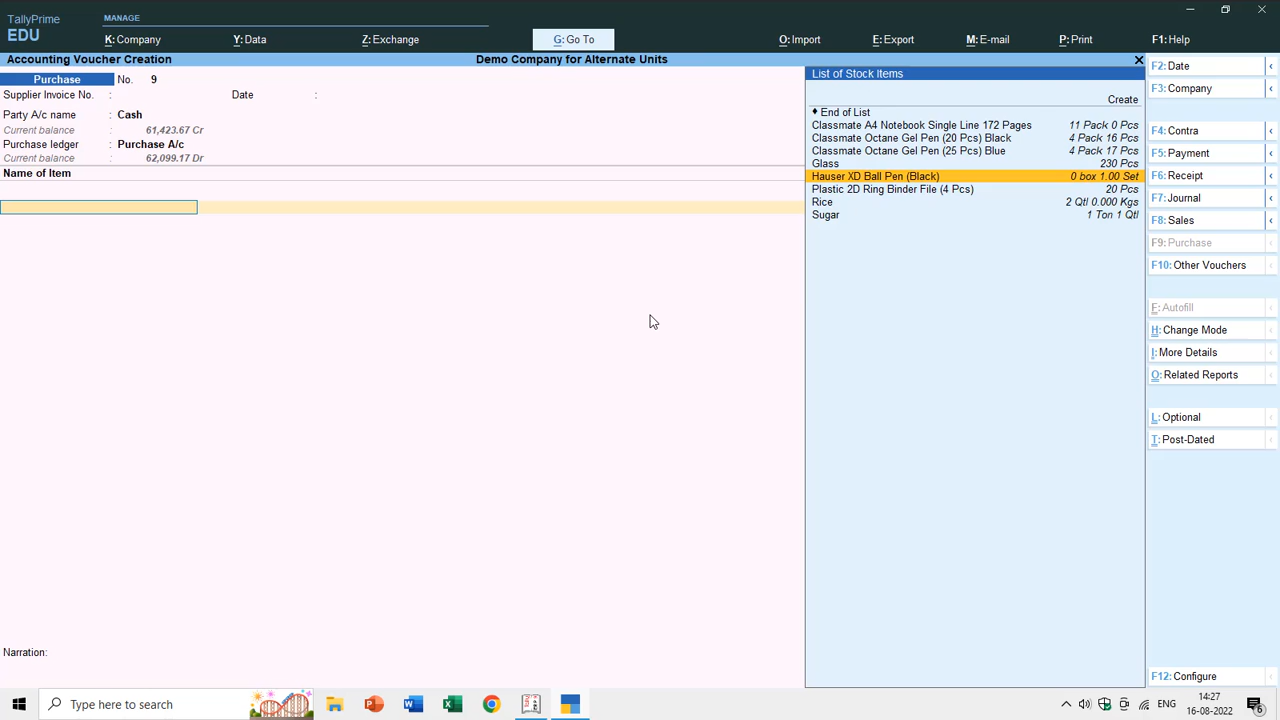 TallyPrime
EDU
MANAGE
K: Company
Y: Data
Z: Exchange
G: Go To
O: Import
E: Export
M: E-mail
P: Print
F1: Help
Accounting Voucher Creation
Demo Company for Alternate Units
Purchase No. 9
Supplier Invoice No. :
Date :
Party A/c name : Cash
Current balance : 61,423.67 Cr
Purchase ledger : Purchase A/c
Current balance : 62,099.17 Dr
Name of Item
Narration:
List of Stock Items
Create
♦ End of List
Classmate A4 Notebook Single Line 172 Pages 11 Pack 0 Pcs
Classmate Octane Gel Pen (20 Pcs) Black 4 Pack 16 Pcs
Classmate Octane Gel Pen (25 Pcs) Blue 4 Pack 17 Pcs
Glass 230 Pcs
Hauser XD Ball Pen (Black) 0 box 1.00 Set
Plastic 2D Ring Binder File (4 Pcs) 20 Pcs
Rice 2 Qtl 0.000 Kgs
Sugar 1 Ton 1 Qtl
F2: Date
F3: Company
F4: Contra
F5: Payment
F6: Receipt
F7: Journal
F8: Sales
F9: Purchase
F10: Other Vouchers
F: Autofill
H: Change Mode
I: More Details
O: Related Reports
L: Optional
T: Post-Dated
F12: Configure
Type here to search
ENG
14:27
16-08-2022
6